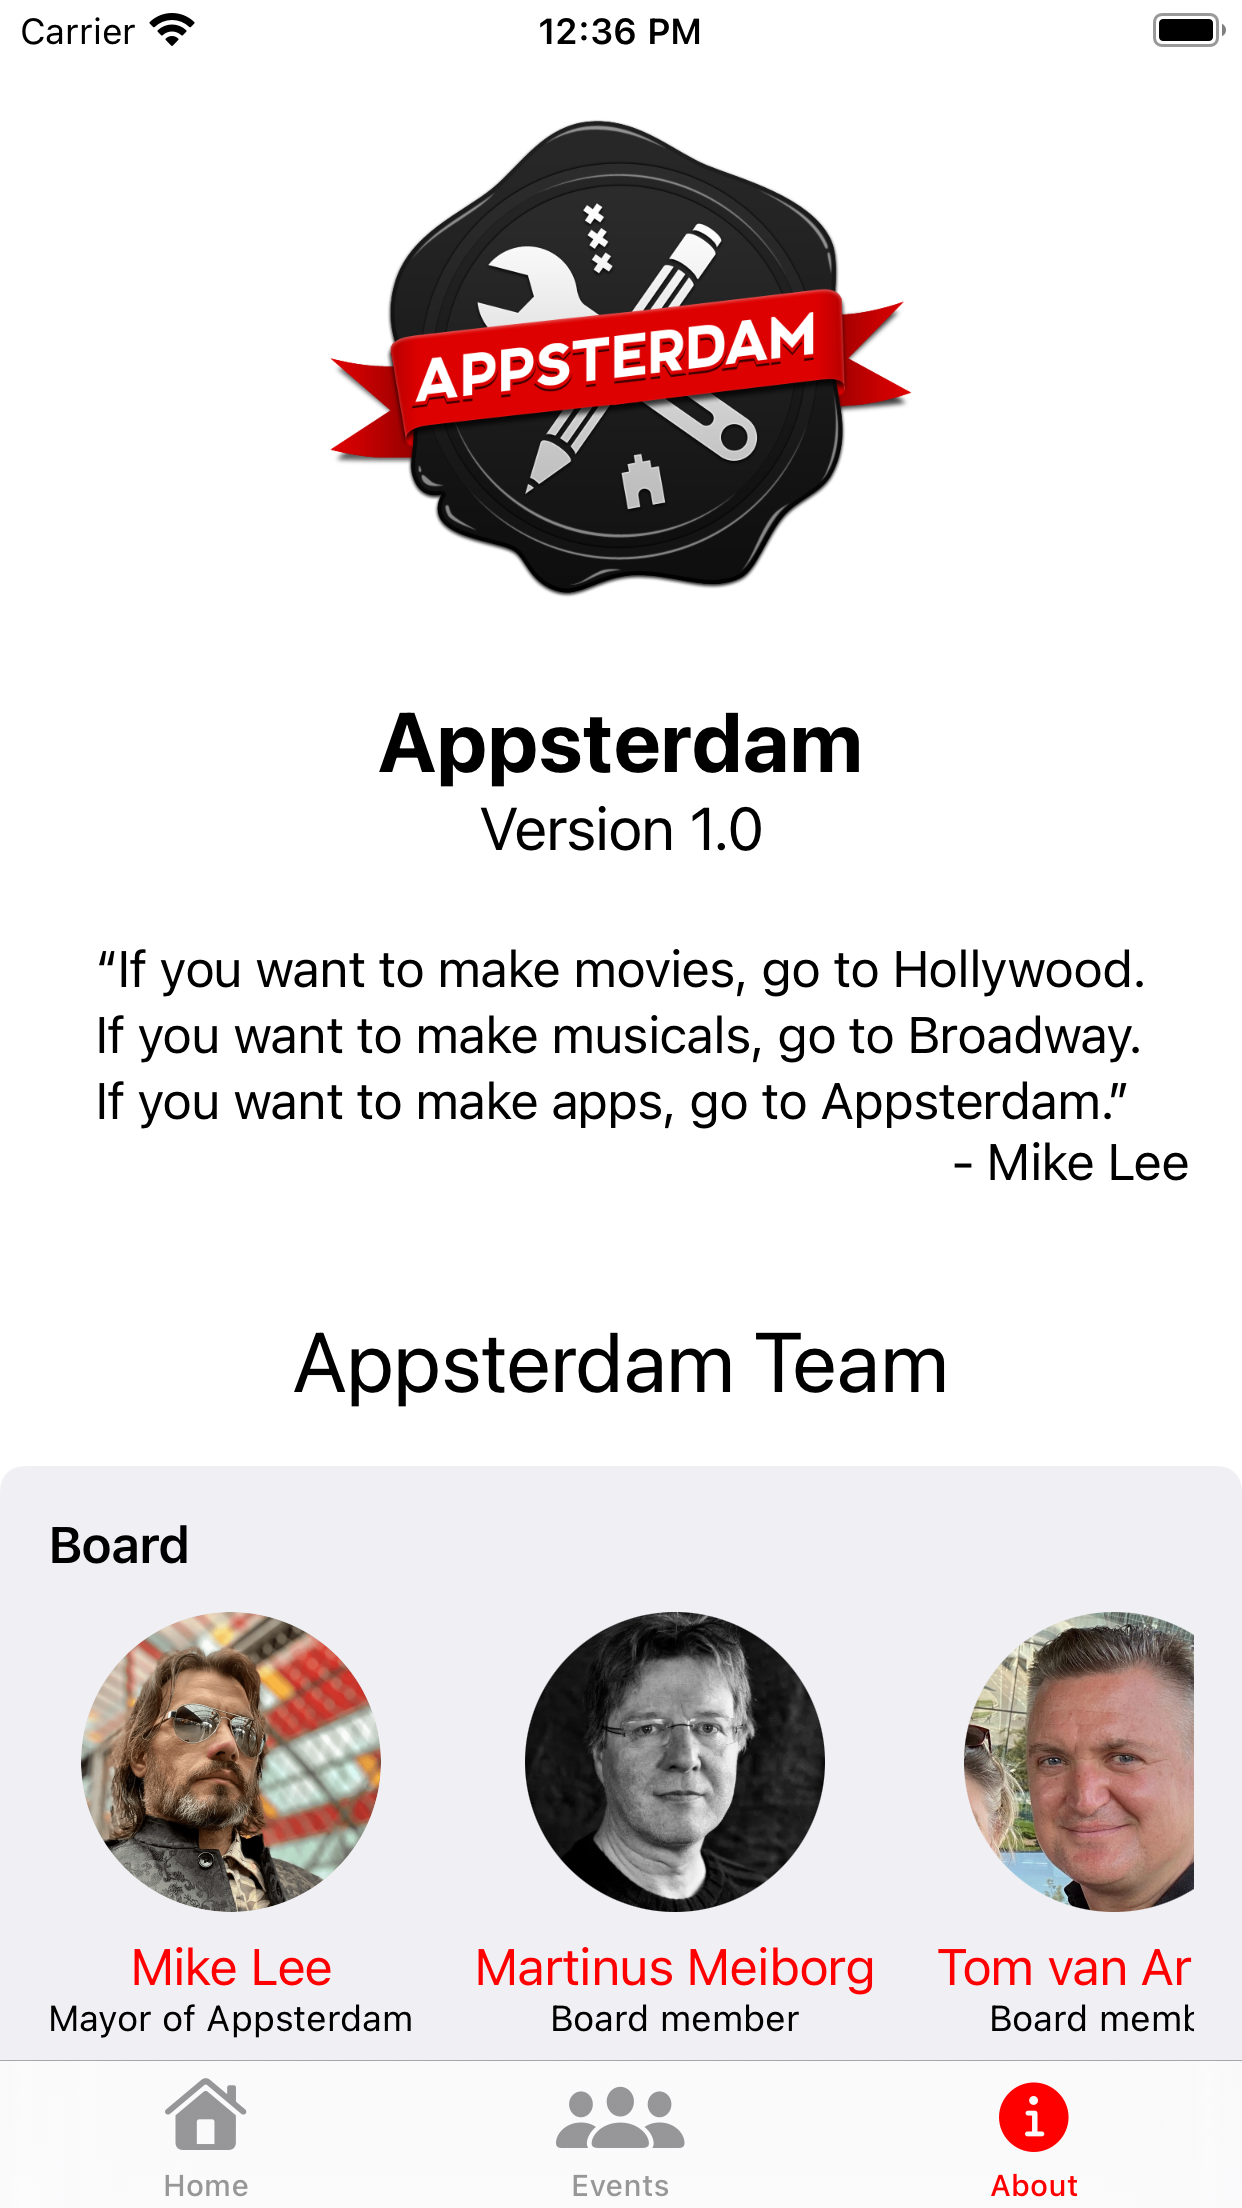 Carrier 12:36 PM
APPSTERDAM
Appsterdam
Version 1.0
“If you want to make movies, go to Hollywood.
If you want to make musicals, go to Broadway.
If you want to make apps, go to Appsterdam.”
- Mike Lee
Appsterdam Team
Board
Mike Lee Martinus Meiborg Tom van Ar
Mayor of Appsterdam Board member Board memb
Home Events About